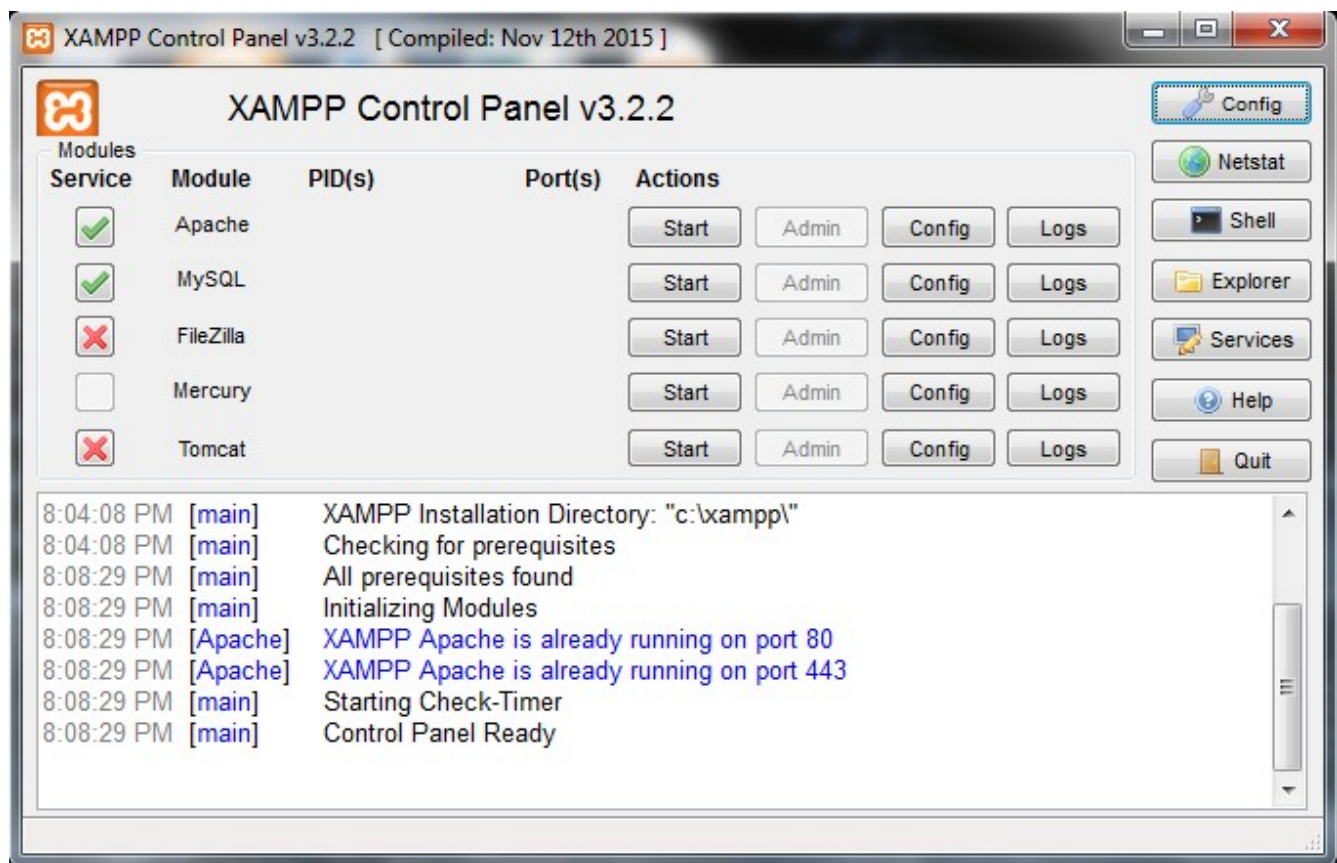 XAMPP Control Panel v3.2.2 [ Compiled: Nov 12th 2015 ]
XAMPP Control Panel v3.2.2
Config
Modules
Service Module PID(s) Port(s) Actions
Netstat
Apache Start Admin Config Logs
Shell
MySQL Start Admin Config Logs
Explorer
FileZilla Start Admin Config Logs
Services
Mercury Start Admin Config Logs
Help
Tomcat Start Admin Config Logs
Quit
8:04:08 PM [main] XAMPP Installation Directory: "c:\xampp\"
8:04:08 PM [main] Checking for prerequisites
8:08:29 PM [main] All prerequisites found
8:08:29 PM [main] Initializing Modules
8:08:29 PM [Apache] XAMPP Apache is already running on port 80
8:08:29 PM [Apache] XAMPP Apache is already running on port 443
8:08:29 PM [main] Starting Check-Timer
8:08:29 PM [main] Control Panel Ready